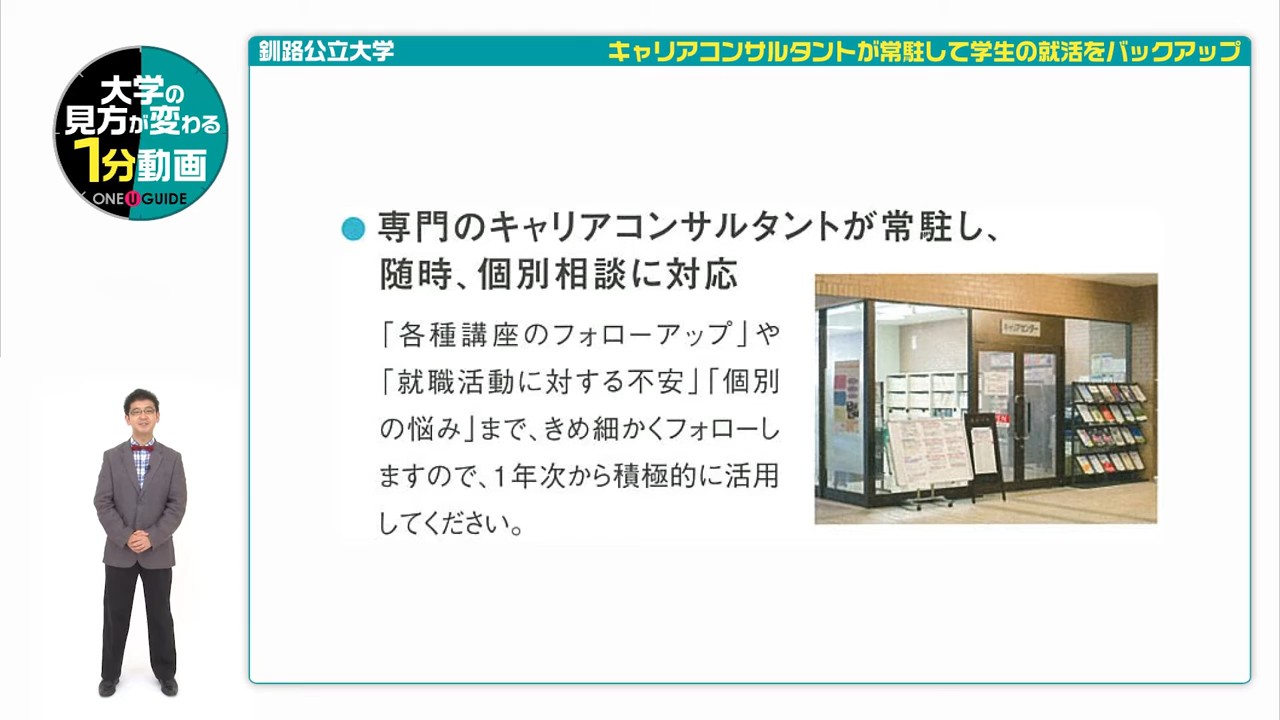 釧路公立大学
キャリアコンサルタントが常駐して学生の就活をバックアップ
大学の
見方が変わる
1分動画
ONE U GUIDE
● 専門のキャリアコンサルタントが常駐し、
随時、個別相談に対応
「各種講座のフォローアップ」や
「就職活動に対する不安」「個別
の悩み」まで、きめ細かくフォローし
ますので、1年次から積極的に活用
してください。
キャリアセンター